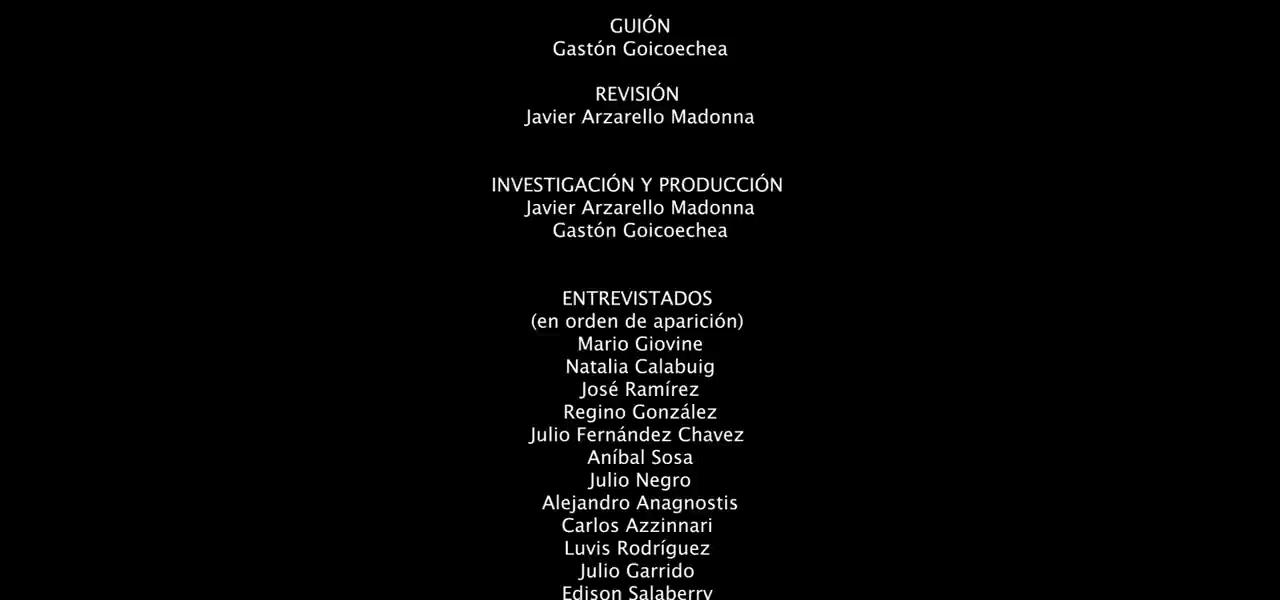 GUIÓN
Gastón Goicoechea
REVISIÓN
Javier Arzarello Madonna
INVESTIGACIÓN Y PRODUCCIÓN
Javier Arzarello Madonna
Gastón Goicoechea
ENTREVISTADOS
(en orden de aparición)
Mario Giovine
Natalia Calabuig
José Ramírez
Regino González
Julio Fernández Chavez
Aníbal Sosa
Julio Negro
Alejandro Anagnostis
Carlos Azzinnari
Luvis Rodríguez
Julio Garrido
Edison Salaberry